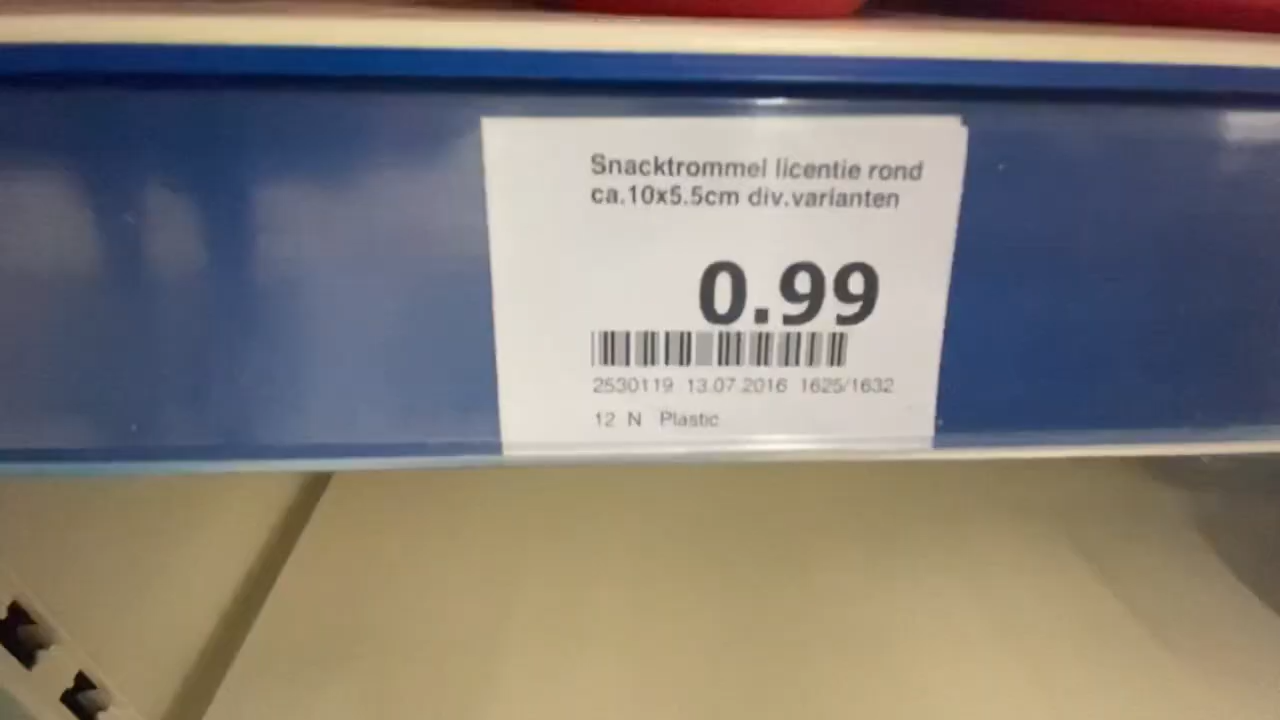 Snacktrommel licentie rond
ca.10x5.5cm div.varianten
0.99
2530119 13.07.2016 1625/1632
12 N Plastic